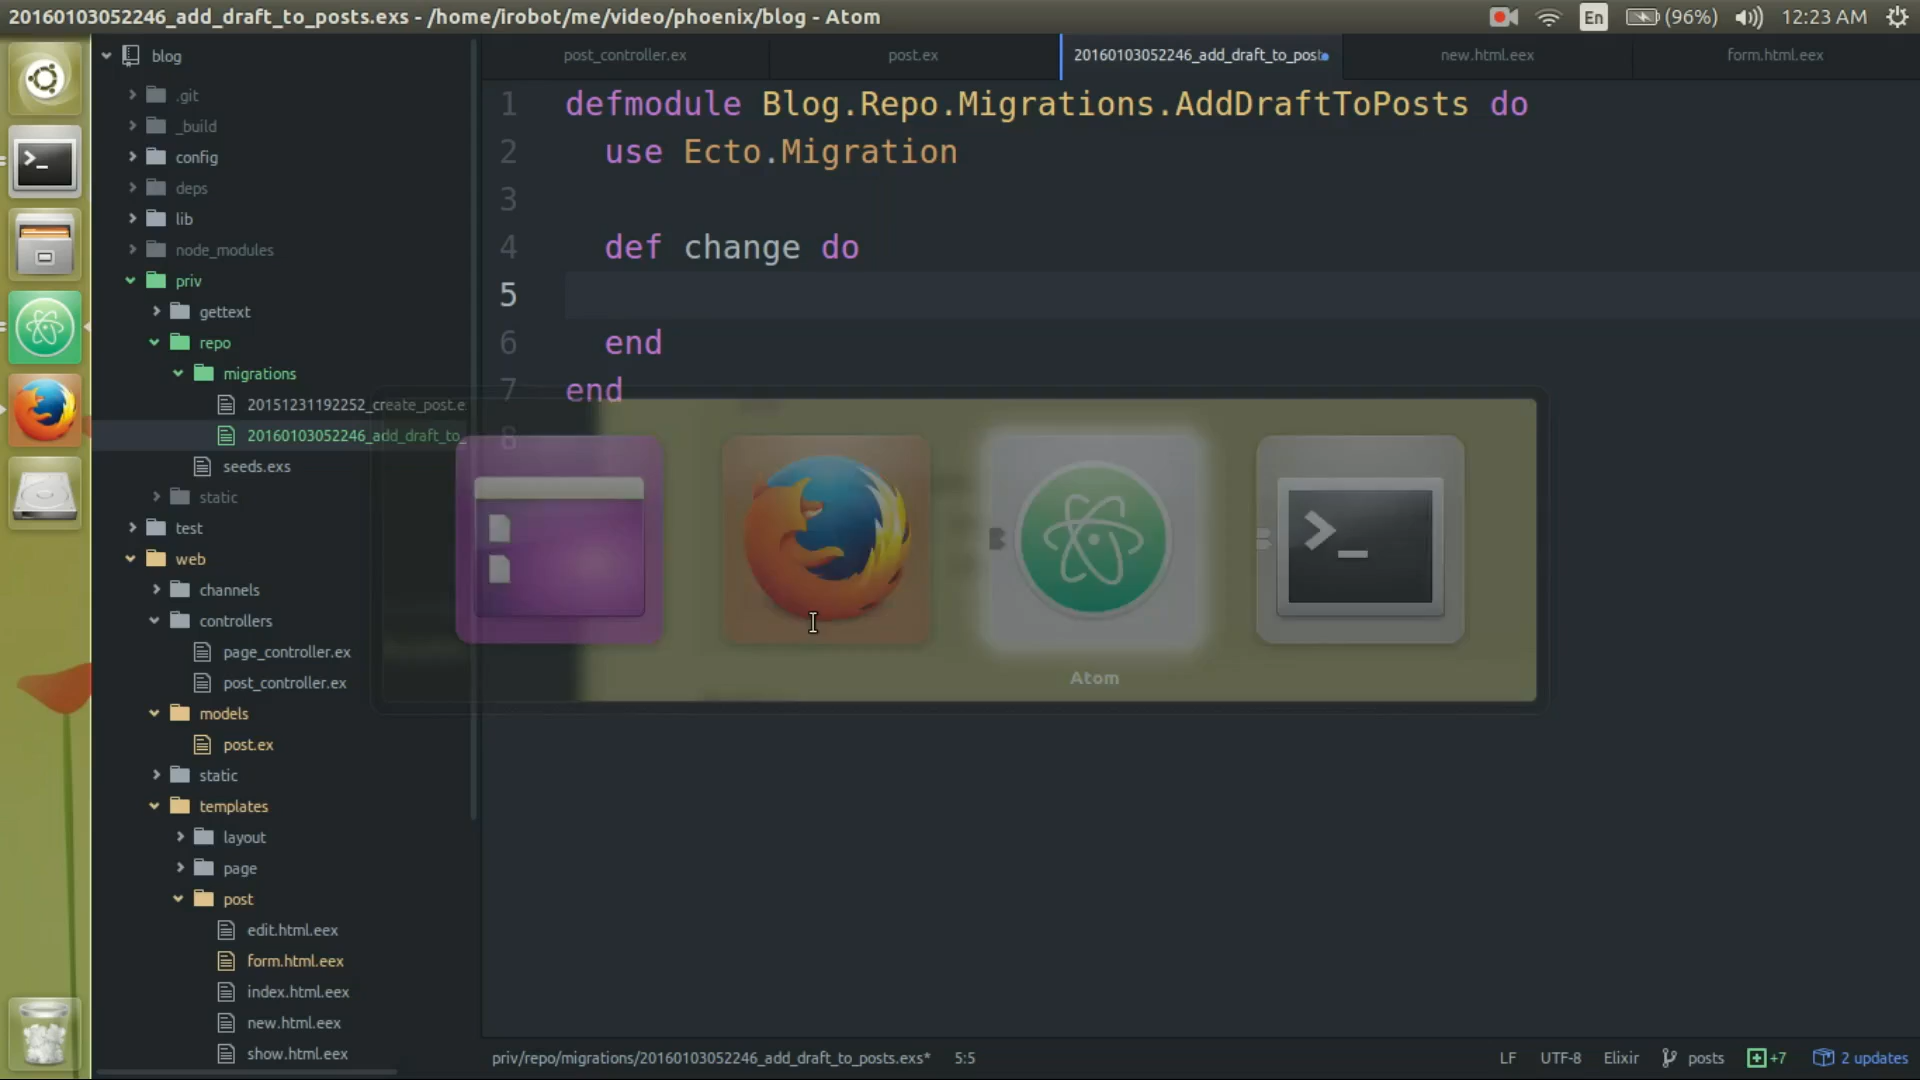 20160103052246_add_draft_to_posts.exs - /home/irobot/me/video/phoenix/blog - Atom
En
(96%)
12:23 AM
blog
.git
_build
config
deps
lib
node_modules
priv
gettext
repo
migrations
20151231192252_create_post.e
20160103052246_add_draft_to_
seeds.exs
static
test
web
channels
controllers
page_controller.ex
post_controller.ex
models
post.ex
static
templates
layout
page
post
edit.html.eex
form.html.eex
index.html.eex
new.html.eex
show.html.eex
post_controller.ex
post.ex
20160103052246_add_draft_to_post
new.html.eex
form.html.eex
1 defmodule Blog.Repo.Migrations.AddDraftToPosts do
2 use Ecto.Migration
3
4 def change do
5
6 end
7 end
8
>_
Atom
>_
priv/repo/migrations/20160103052246_add_draft_to_posts.exs* 5:5
LF UTF-8 Elixir posts +7 2 updates